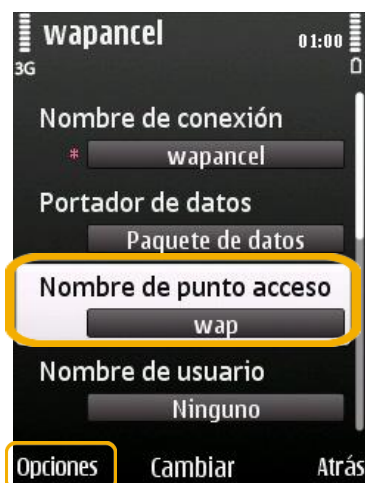 wapancel
01:00
3G
Nombre de conexión
* wapancel
Portador de datos
Paquete de datos
Nombre de punto acceso
wap
Nombre de usuario
Ninguno
Opciones Cambiar Atrás